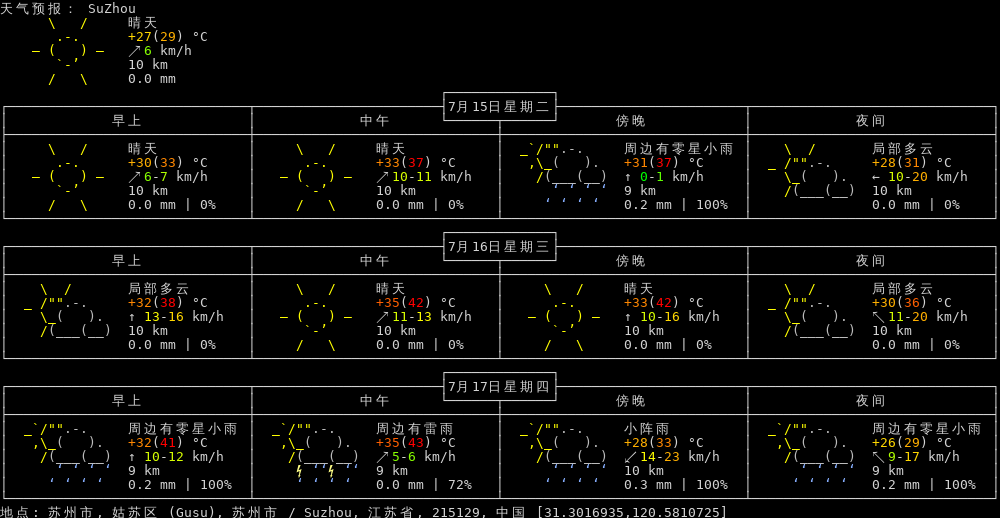 天气预报： SuZhou
晴天
+27(29) °C
↗6 km/h
10 km
0.0 mm
7月15日星期二
早上 中午 傍晚 夜间
晴天 晴天 周边有零星小雨 局部多云
+30(33) °C +33(37) °C +31(37) °C +28(31) °C
↗6-7 km/h ↗10-11 km/h ↑ 0-1 km/h ← 10-20 km/h
10 km 10 km 9 km 10 km
0.0 mm | 0% 0.0 mm | 0% 0.2 mm | 100% 0.0 mm | 0%
7月16日星期三
早上 中午 傍晚 夜间
局部多云 晴天 晴天 局部多云
+32(38) °C +35(42) °C +33(42) °C +30(36) °C
↑ 13-16 km/h ↗11-13 km/h ↑ 10-16 km/h ↖11-20 km/h
10 km 10 km 10 km 10 km
0.0 mm | 0% 0.0 mm | 0% 0.0 mm | 0% 0.0 mm | 0%
7月17日星期四
早上 中午 傍晚 夜间
周边有零星小雨 周边有雷雨 小阵雨 周边有零星小雨
+32(41) °C +35(43) °C +28(33) °C +26(29) °C
↑ 10-12 km/h ↗5-6 km/h ↙14-23 km/h ↖9-17 km/h
9 km 9 km 10 km 9 km
0.2 mm | 100% 0.0 mm | 72% 0.3 mm | 100% 0.2 mm | 100%
地点: 苏州市, 姑苏区 (Gusu), 苏州市 / Suzhou, 江苏省, 215129, 中国 [31.3016935,120.5810725]